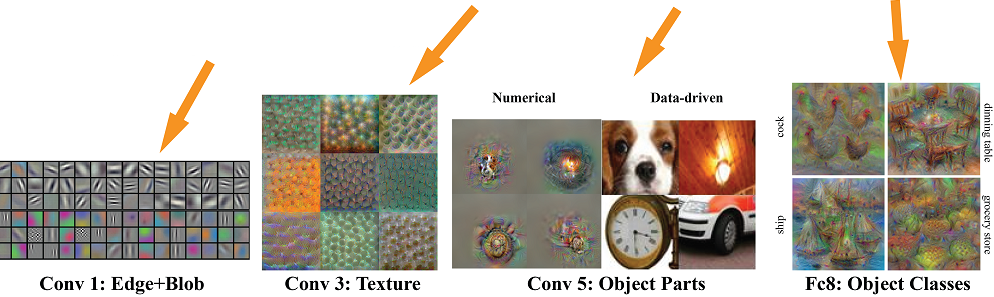 Numerical
Data-driven
cock
dinning table
ship
grocery store
Conv 1: Edge+Blob
Conv 3: Texture
Conv 5: Object Parts
Fc8: Object Classes